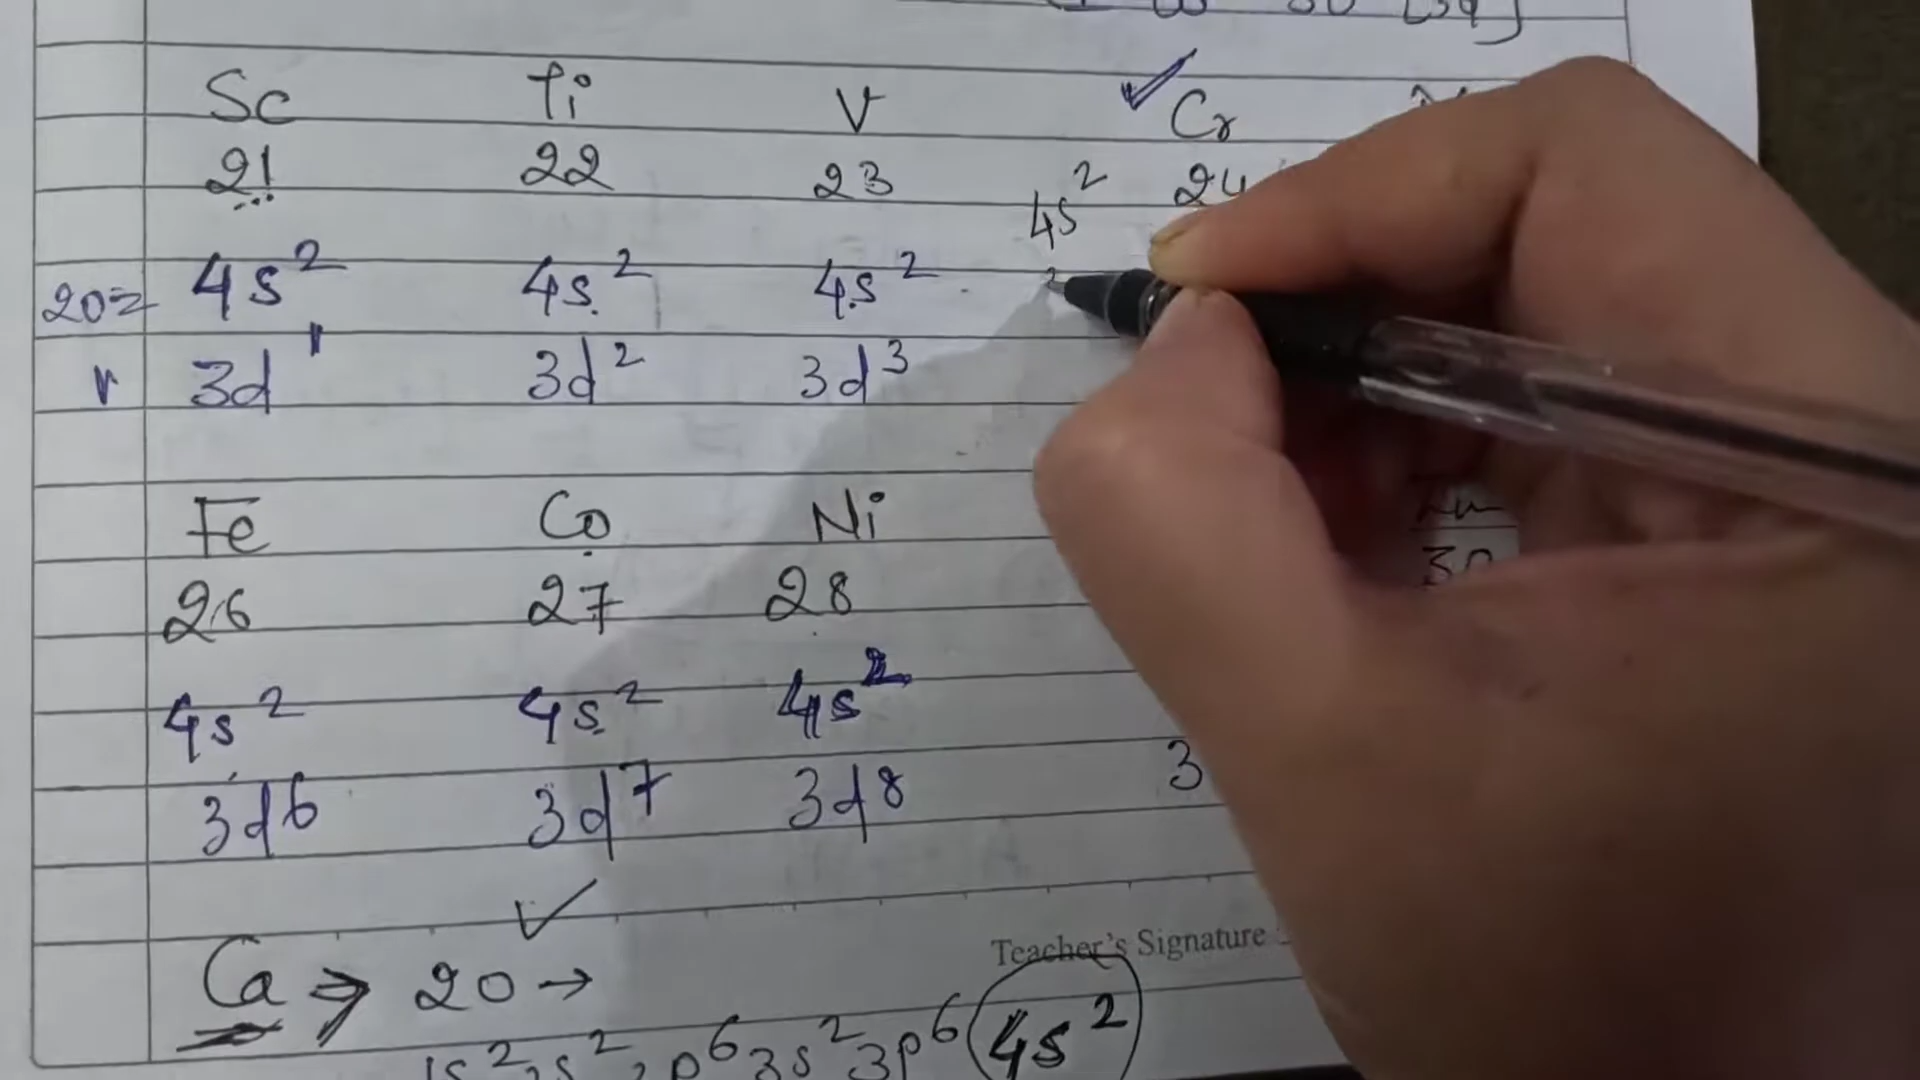 Sc Ti V ✓ Cr
21 22 23 4s² 24
20= 4s² 4s² 4s²
3d¹ 3d² 3d³
Fe Co Ni
26 27 28 30
4s² 4s² 4s²
3d6 3d7 3d8 3
✓
Ca ⇒ 20 →
Teacher's Signature
1s² 2s² 2p⁶ 3s² 3p⁶ 4s²